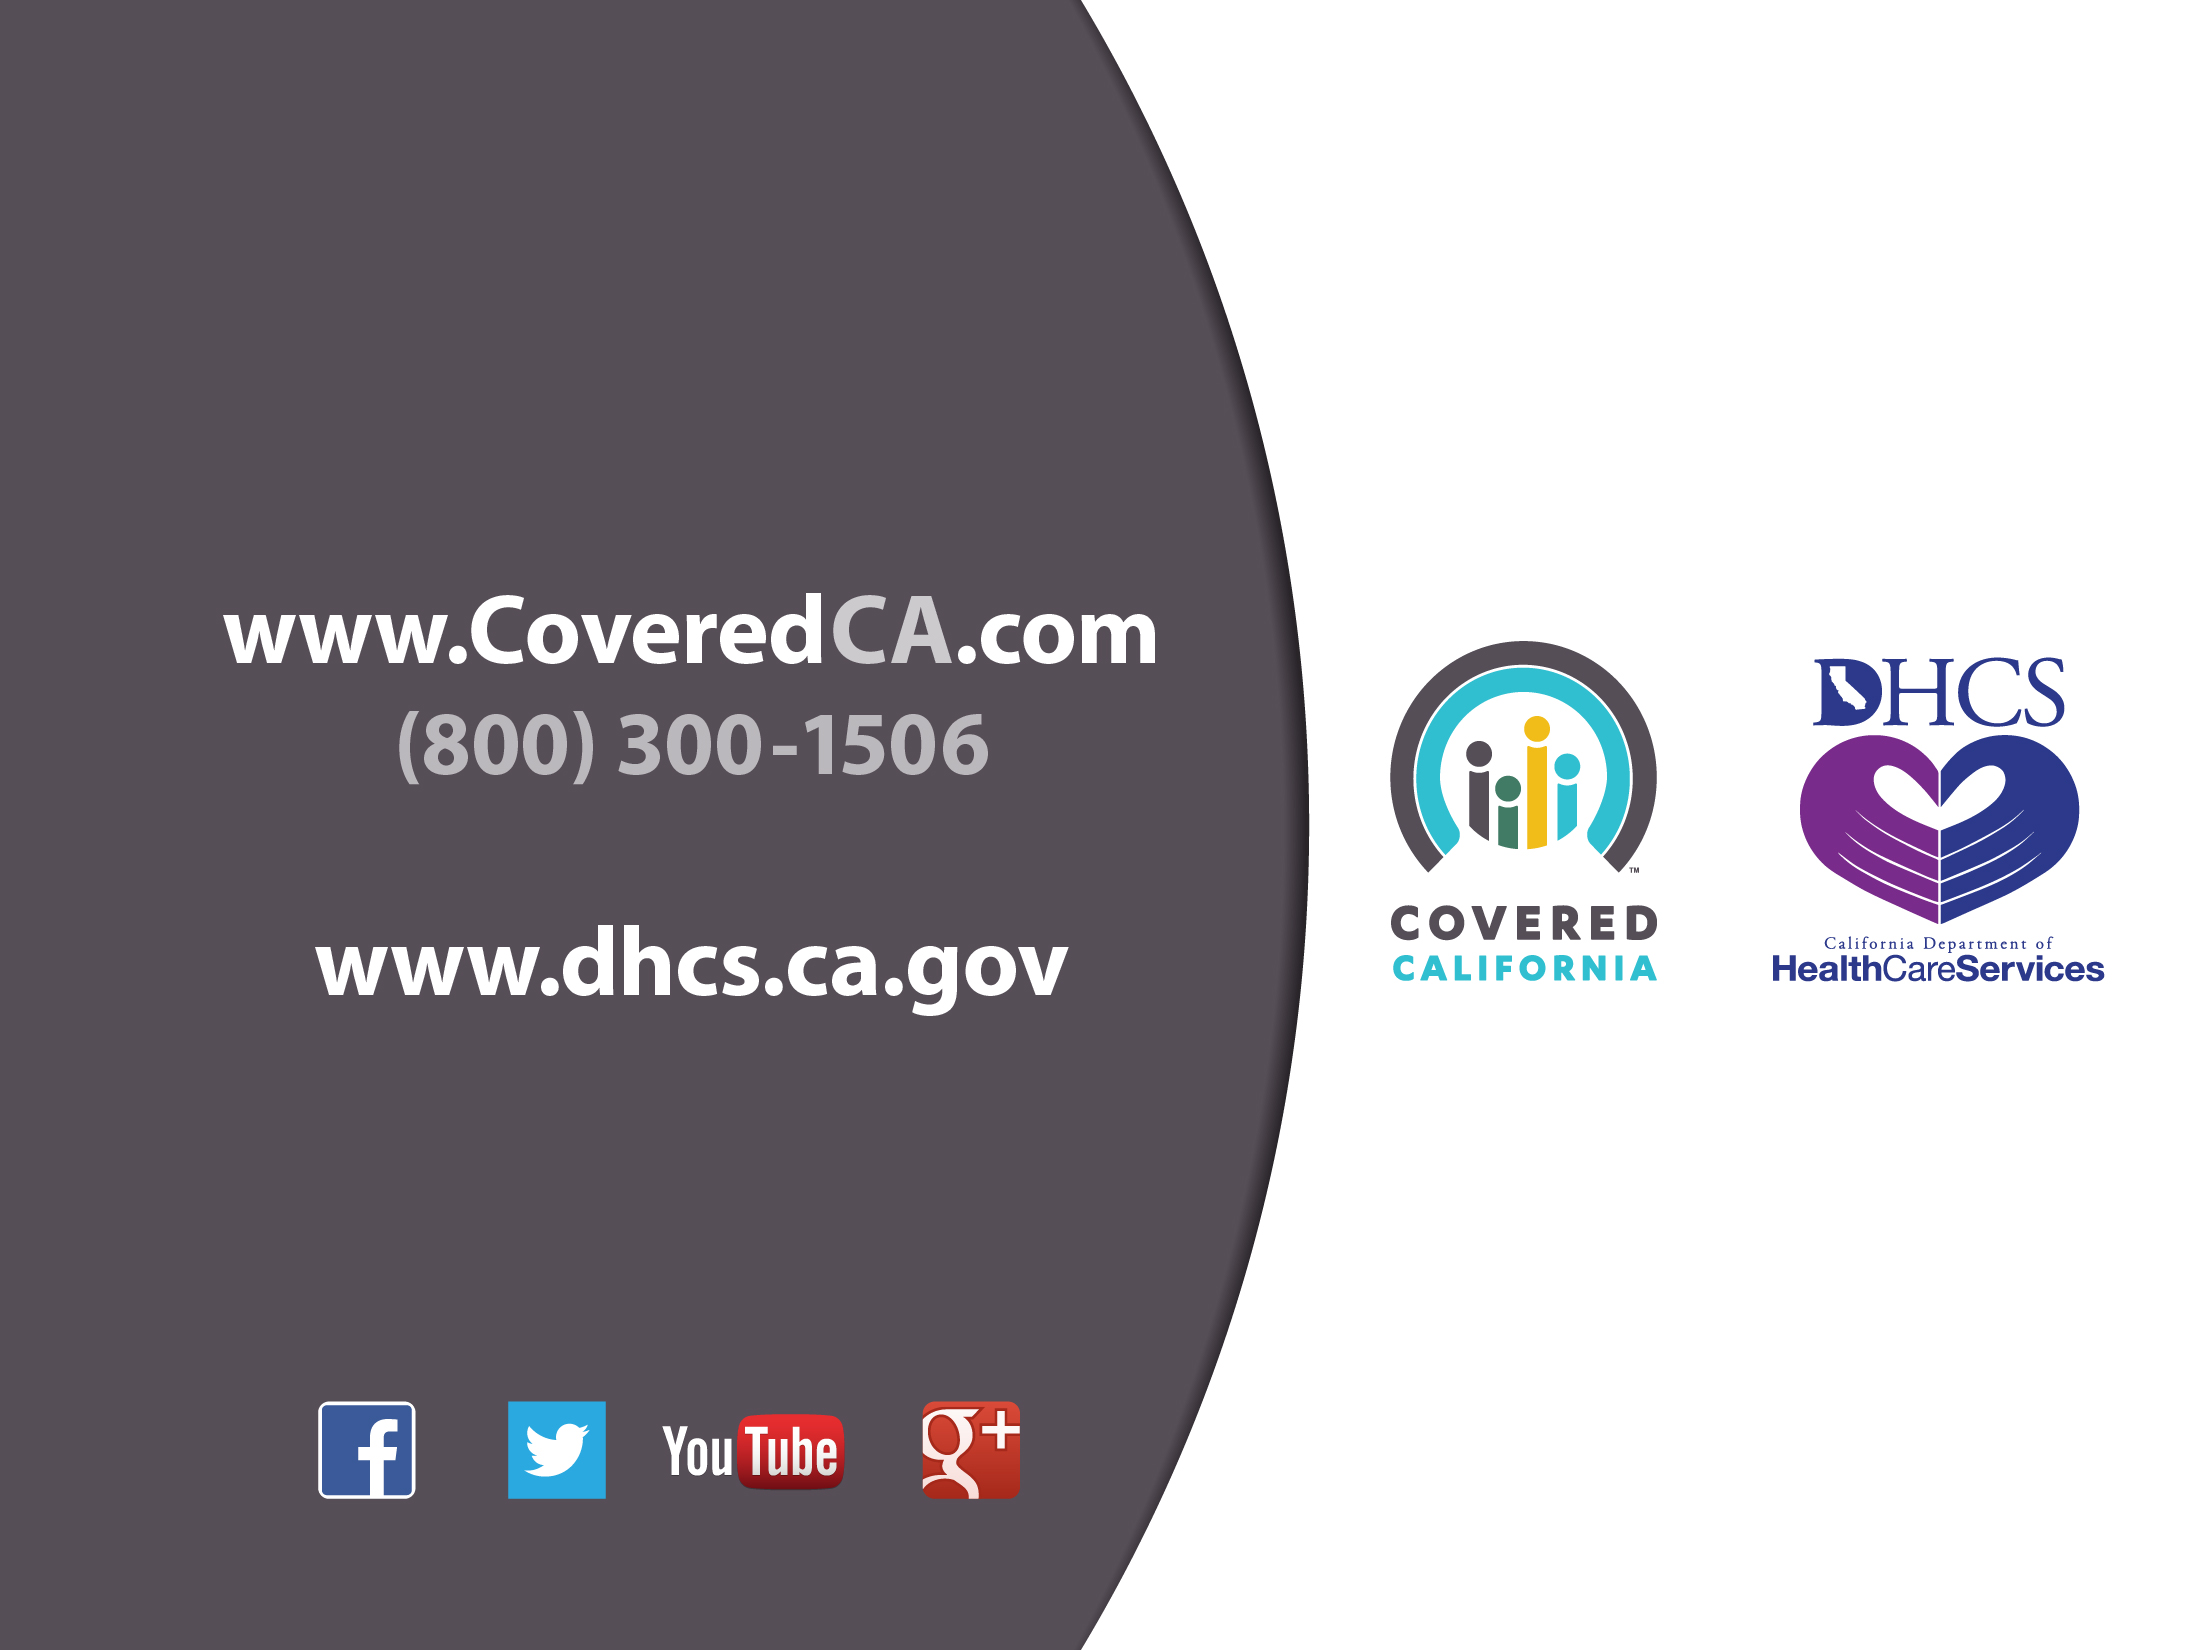 www.CoveredCA.com
(800) 300-1506
www.dhcs.ca.gov
f
You Tube
g+
TM
COVERED
CALIFORNIA
DHCS
California Department of
HealthCareServices